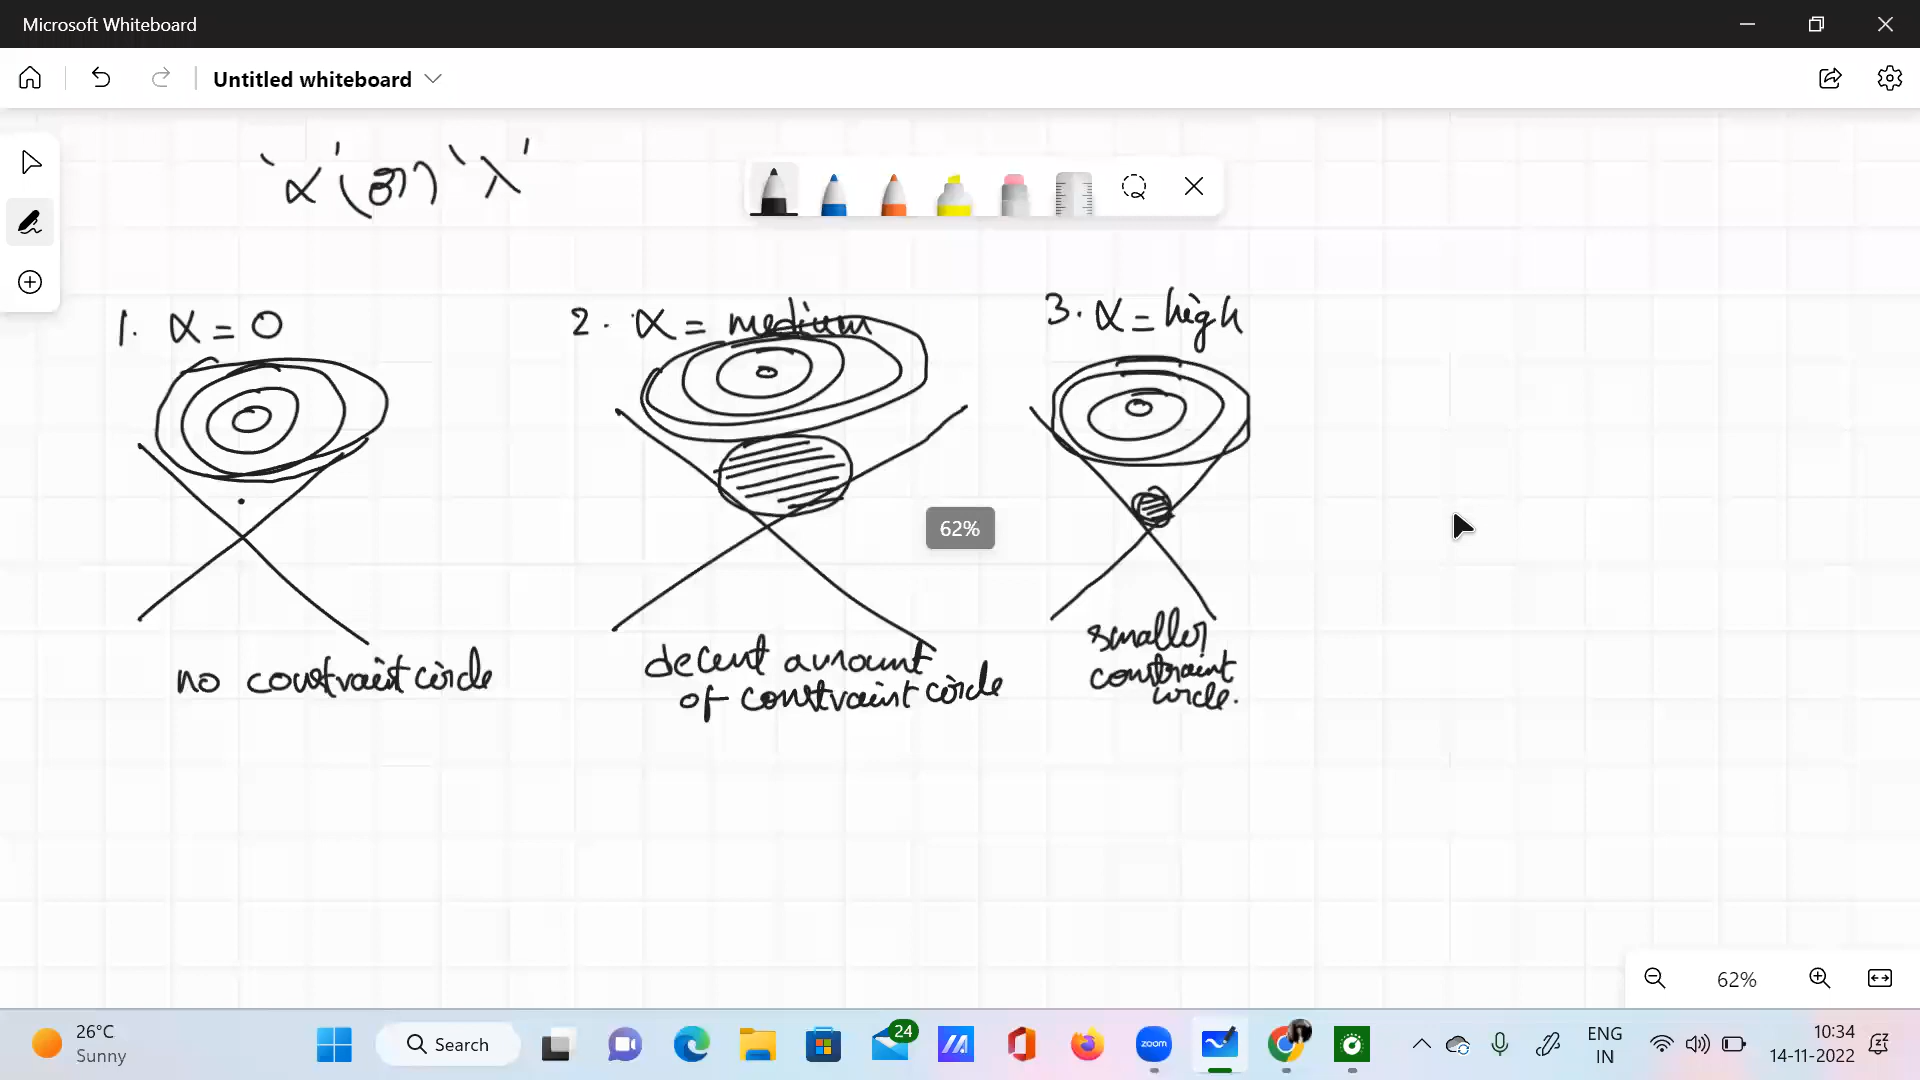 Microsoft Whiteboard
Untitled whiteboard
'α' (or) 'λ'
1. α = 0
2. α = medium
3. α = high
62%
no constraint circle
decent amount
of constraint circle
smaller
constraint
circle.
62%
26°C
Sunny
Search
24
zoom
ENG
IN
10:34
14-11-2022